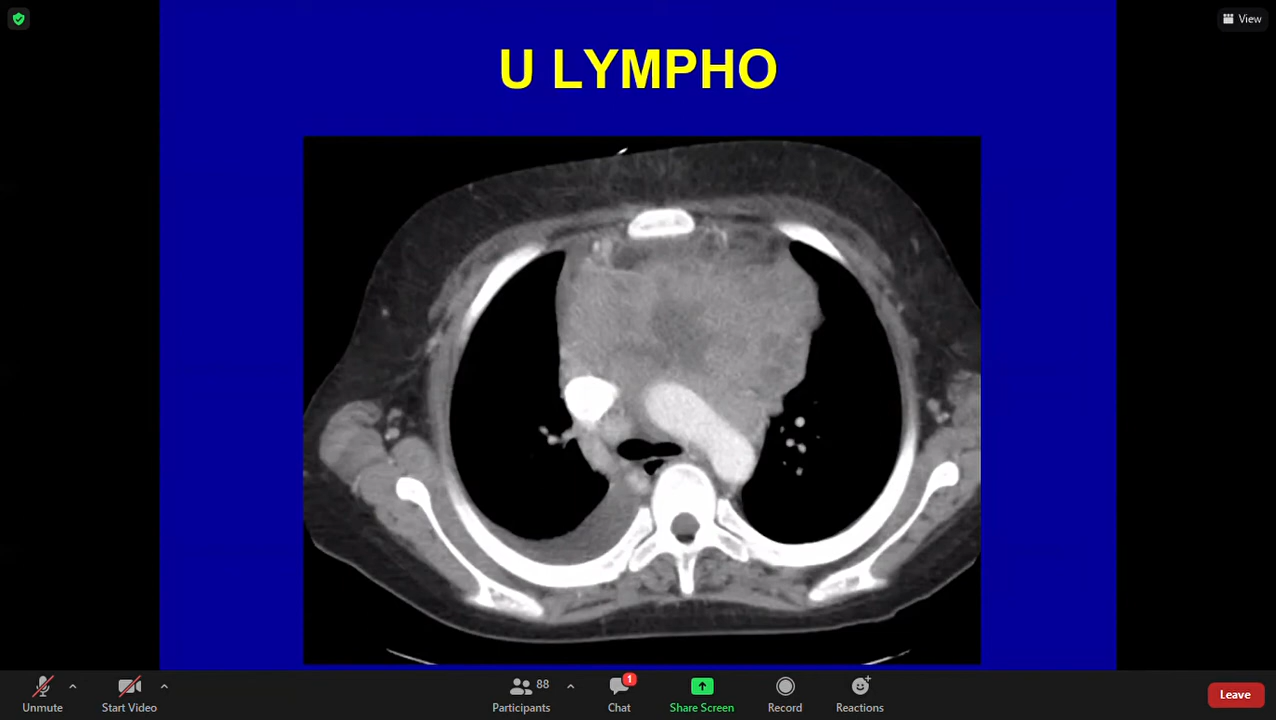 View
U LYMPHO
88
1
Unmute
Start Video
Participants
Chat
Share Screen
Record
Reactions
Leave